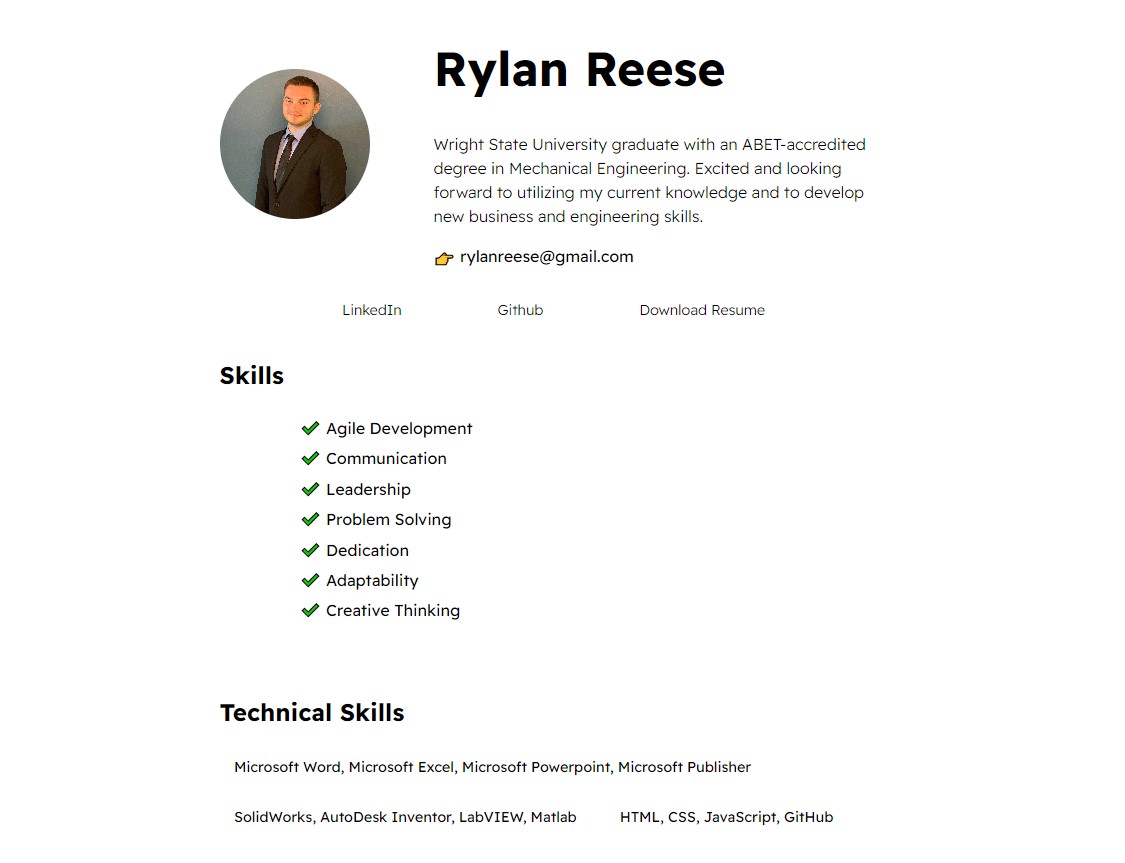 Rylan Reese
Wright State University graduate with an ABET-accredited
degree in Mechanical Engineering. Excited and looking
forward to utilizing my current knowledge and to develop
new business and engineering skills.
👉 rylanreese@gmail.com
LinkedIn Github Download Resume
Skills
✔ Agile Development
✔ Communication
✔ Leadership
✔ Problem Solving
✔ Dedication
✔ Adaptability
✔ Creative Thinking
Technical Skills
Microsoft Word, Microsoft Excel, Microsoft Powerpoint, Microsoft Publisher
SolidWorks, AutoDesk Inventor, LabVIEW, Matlab HTML, CSS, JavaScript, GitHub